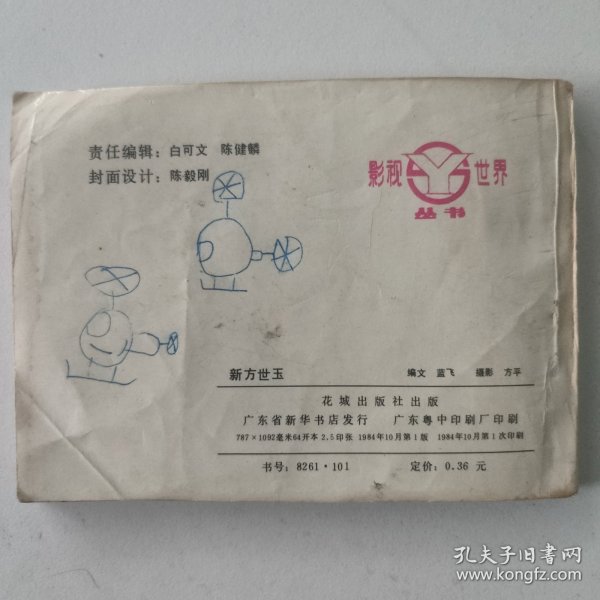 责任编辑：白可文 陈健麟
封面设计：陈毅刚
影视世界
丛书
新方世玉 编文 蓝飞 摄影 方平
花城出版社出版
广东省新华书店发行 广东粤中印刷厂印刷
787×1092毫米64开本 2.5印张 1984年10月第1版 1984年10月第1次印刷
书号：8261·101 定价：0.36 元
孔夫子旧书网
www.kongfz.com